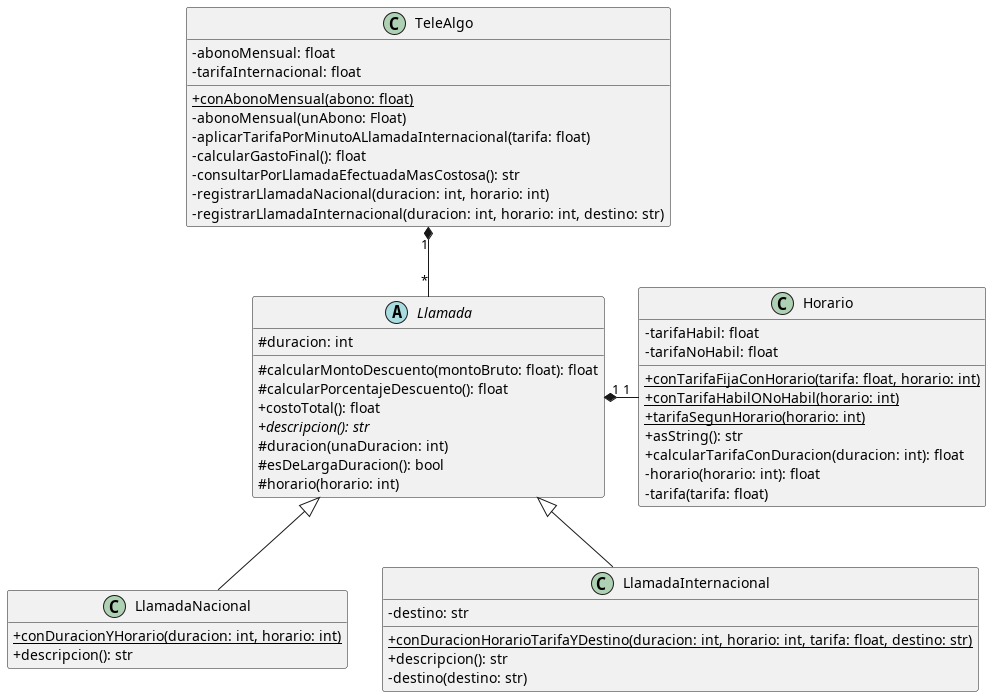 C TeleAlgo
-abonoMensual: float
-tarifaInternacional: float
+conAbonoMensual(abono: float)
-abonoMensual(unAbono: Float)
-aplicarTarifaPorMinutoALlamadaInternacional(tarifa: float)
-calcularGastoFinal(): float
-consultarPorLlamadaEfectuadaMasCostosa(): str
-registrarLlamadaNacional(duracion: int, horario: int)
-registrarLlamadaInternacional(duracion: int, horario: int, destino: str)
1
*
A Llamada
#duracion: int
#calcularMontoDescuento(montoBruto: float): float
#calcularPorcentajeDescuento(): float
+costoTotal(): float
+descripcion(): str
#duracion(unaDuracion: int)
#esDeLargaDuracion(): bool
#horario(horario: int)
1 1
C Horario
-tarifaHabil: float
-tarifaNoHabil: float
+conTarifaFijaConHorario(tarifa: float, horario: int)
+conTarifaHabilONoHabil(horario: int)
+tarifaSegunHorario(horario: int)
+asString(): str
+calcularTarifaConDuracion(duracion: int): float
-horario(horario: int): float
-tarifa(tarifa: float)
C LlamadaNacional
+conDuracionYHorario(duracion: int, horario: int)
+descripcion(): str
C LlamadaInternacional
-destino: str
+conDuracionHorarioTarifaYDestino(duracion: int, horario: int, tarifa: float, destino: str)
+descripcion(): str
-destino(destino: str)